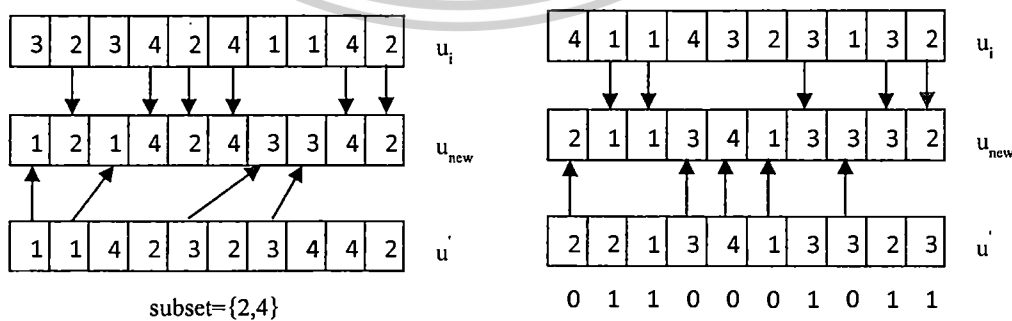 3 2 3 4 2 4 1 1 4 2 u_i
1 2 1 4 2 4 3 3 4 2 u_new
1 1 4 2 3 2 3 4 4 2 u'
subset={2,4}
4 1 1 4 3 2 3 1 3 2 u_i
2 1 1 3 4 1 3 3 3 2 u_new
2 2 1 3 4 1 3 3 2 3 u'
0 1 1 0 0 0 1 0 1 1